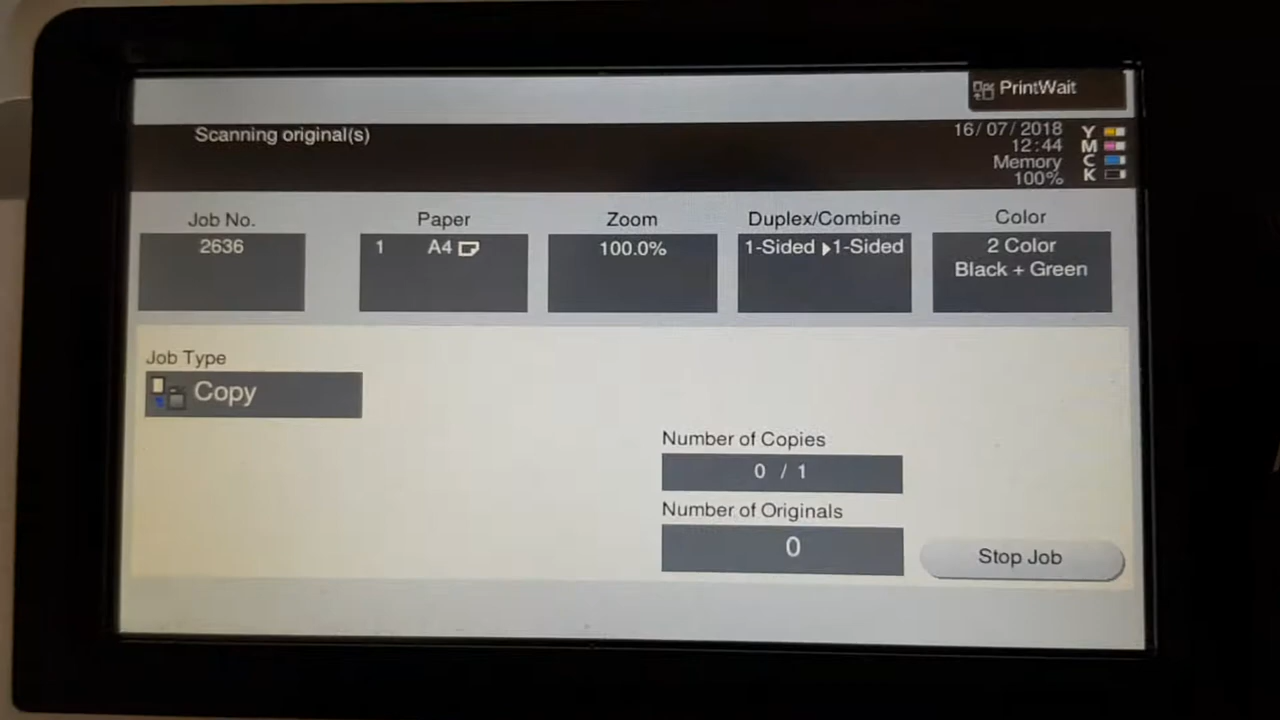 PrintWait
Scanning original(s)
16/07/2018
12:44
Memory
100%
Y
M
C
K
Job No.
2636
Paper
1 A4
Zoom
100.0%
Duplex/Combine
1-Sided ▶1-Sided
Color
2 Color
Black + Green
Job Type
Copy
Number of Copies
0 / 1
Number of Originals
0
Stop Job